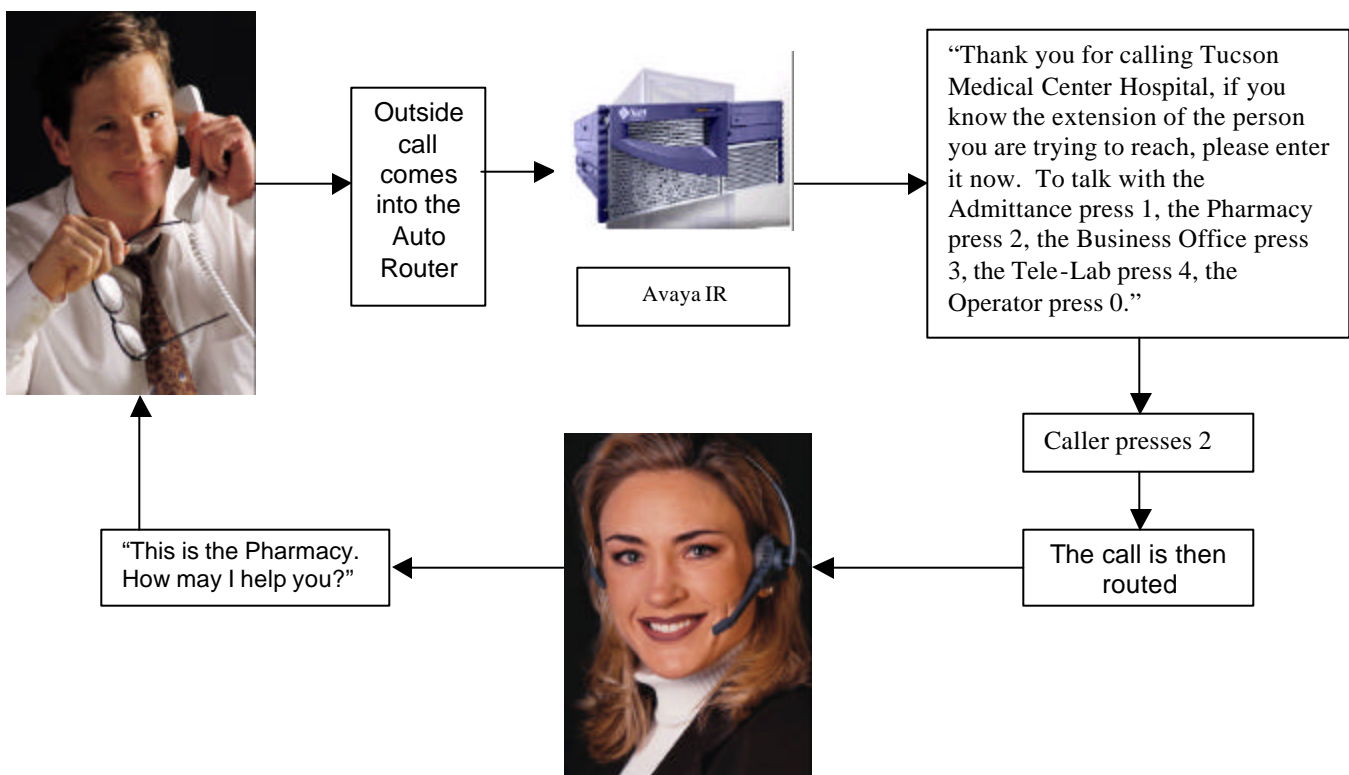 Outside
call
comes
into the
Auto
Router
Avaya IR
“Thank you for calling Tucson
Medical Center Hospital, if you
know the extension of the person
you are trying to reach, please enter
it now.  To talk with the
Admittance press 1, the Pharmacy
press 2, the Business Office press
3, the Tele-Lab press 4, the
Operator press 0.”
Caller presses 2
The call is then
routed
“This is the Pharmacy.
How may I help you?”